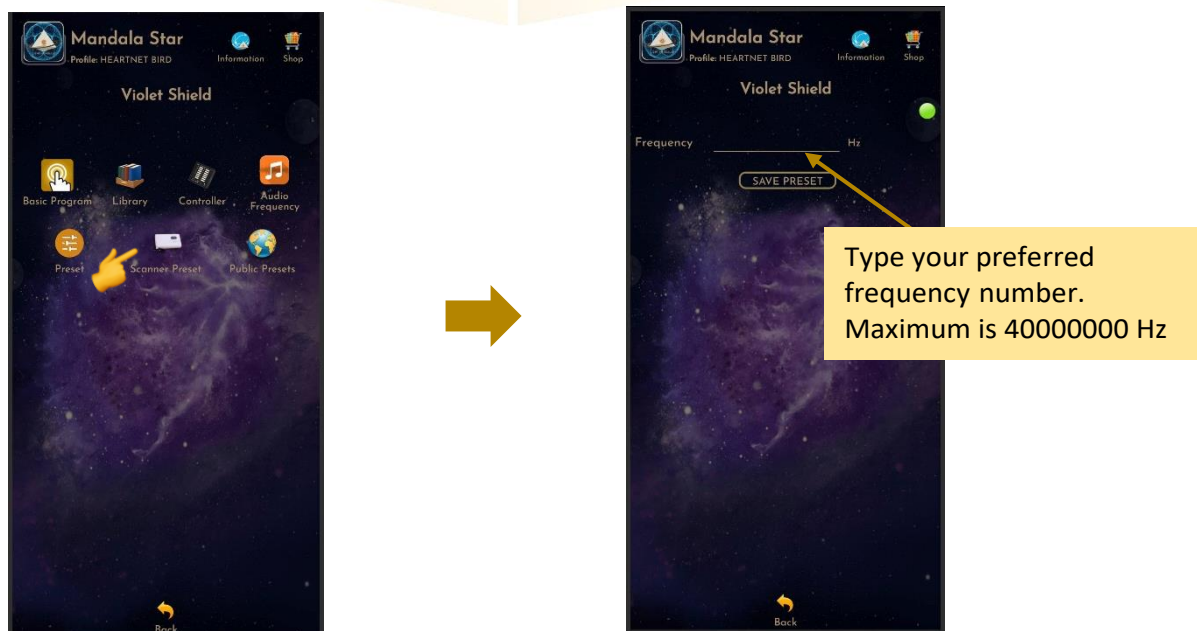 Mandala Star
Profile: HEARTNET BIRD
Information
Shop
Violet Shield
Basic Program
Library
Controller
Audio
Frequency
Preset
Scanner Preset
Public Presets
Back
Mandala Star
Profile: HEARTNET BIRD
Information
Shop
Violet Shield
Frequency
Hz
SAVE PRESET
Type your preferred
frequency number.
Maximum is 40000000 Hz
Back